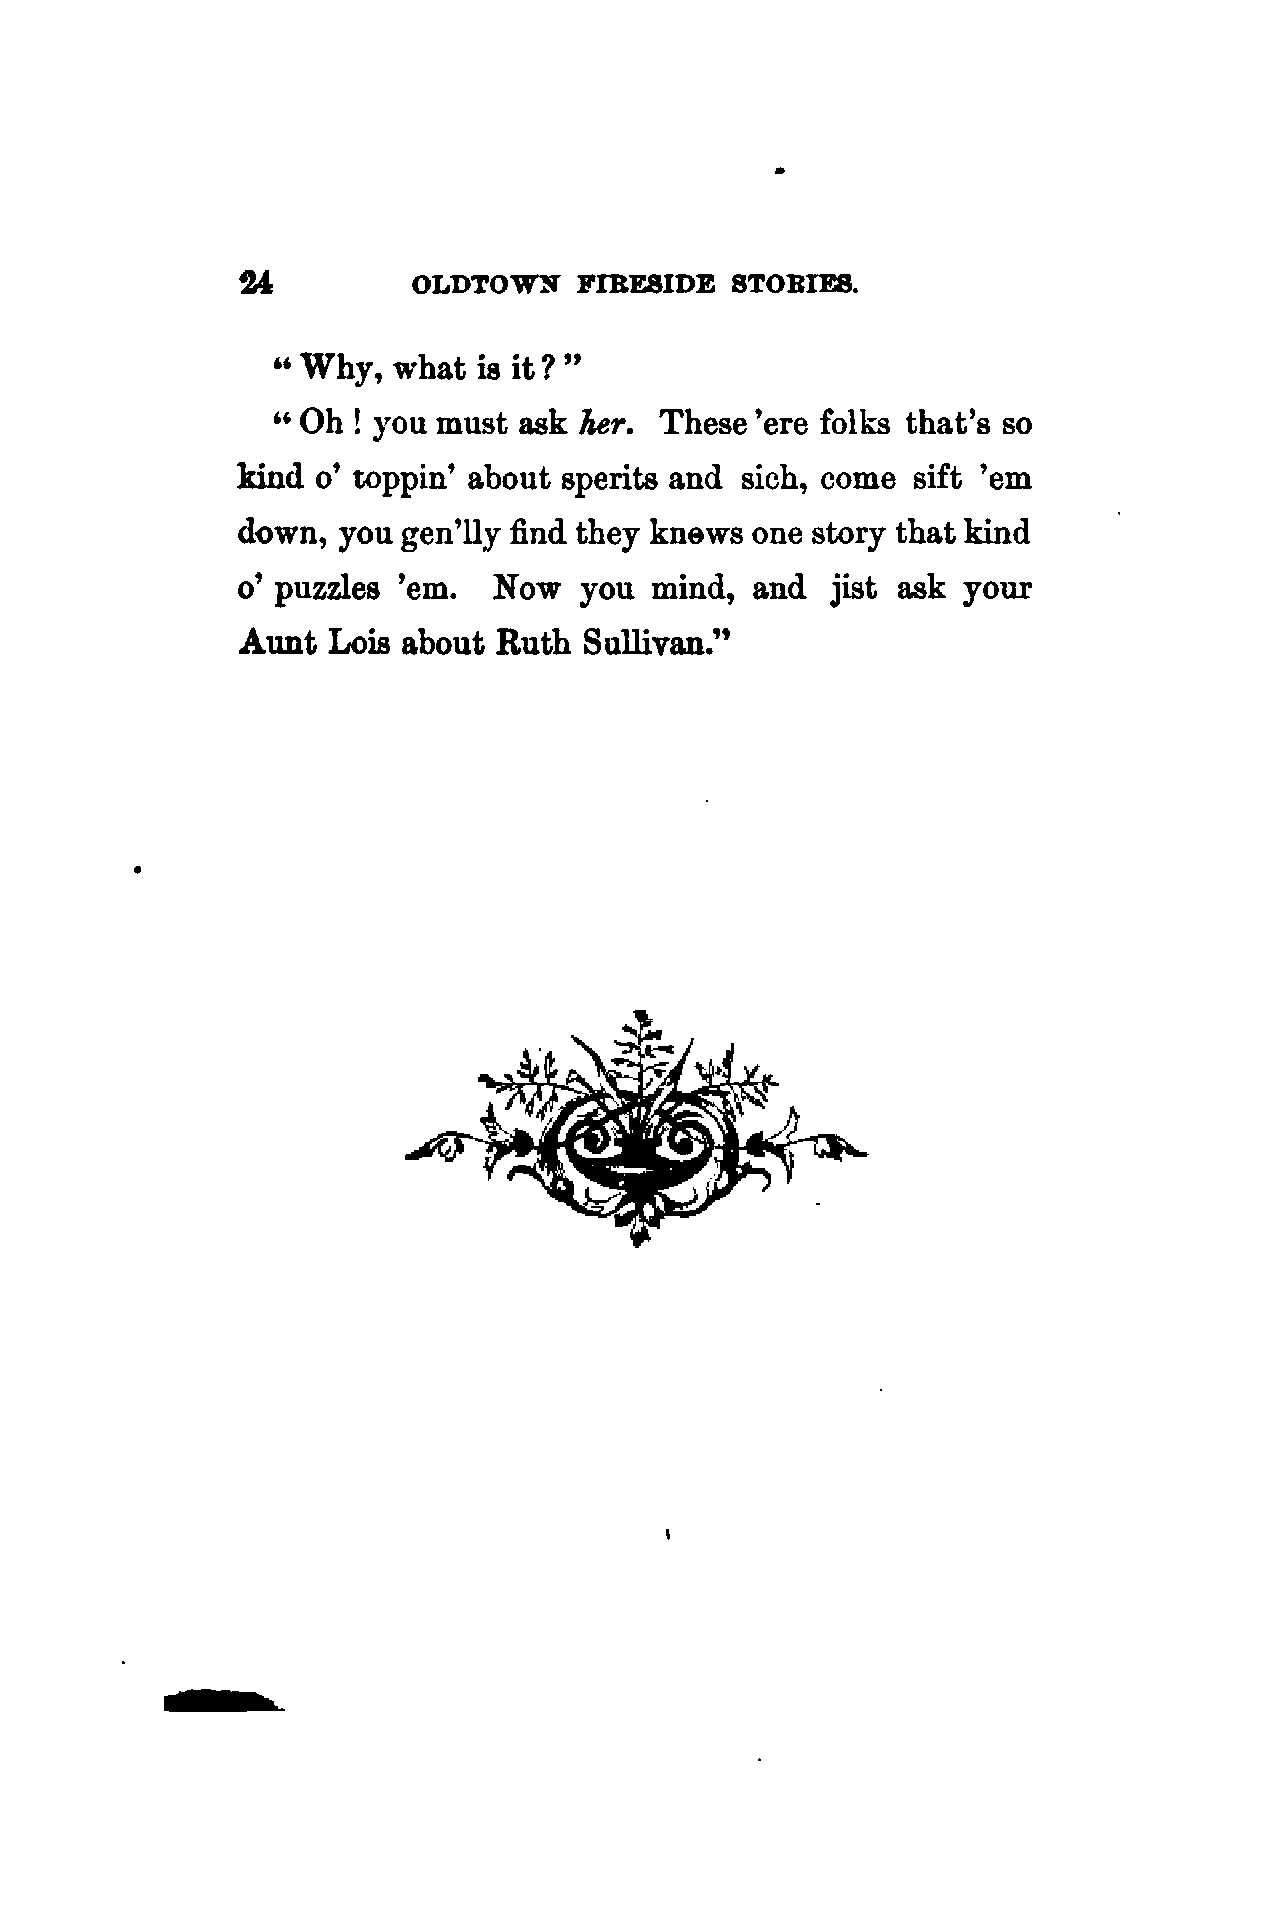 24 OLDTOWN FIRESIDE STORIES.
“Why, what is it?”
“Oh! you must ask her. These ’ere folks that’s so
kind o’ toppin’ about sperits and sich, come sift ’em
down, you gen’lly find they knows one story that kind
o’ puzzles ’em. Now you mind, and jist ask your
Aunt Lois about Ruth Sullivan.”